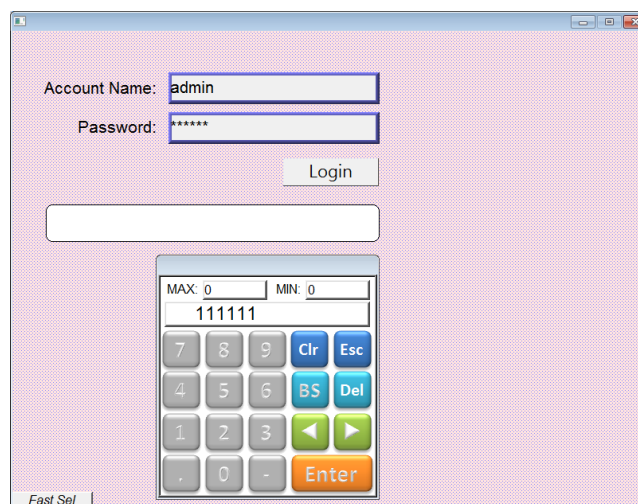 Account Name: admin
Password: ******
Login
MAX: 0 MIN: 0
111111
7 8 9 Clr Esc
4 5 6 BS Del
1 2 3
. 0 - Enter
Fast Sel